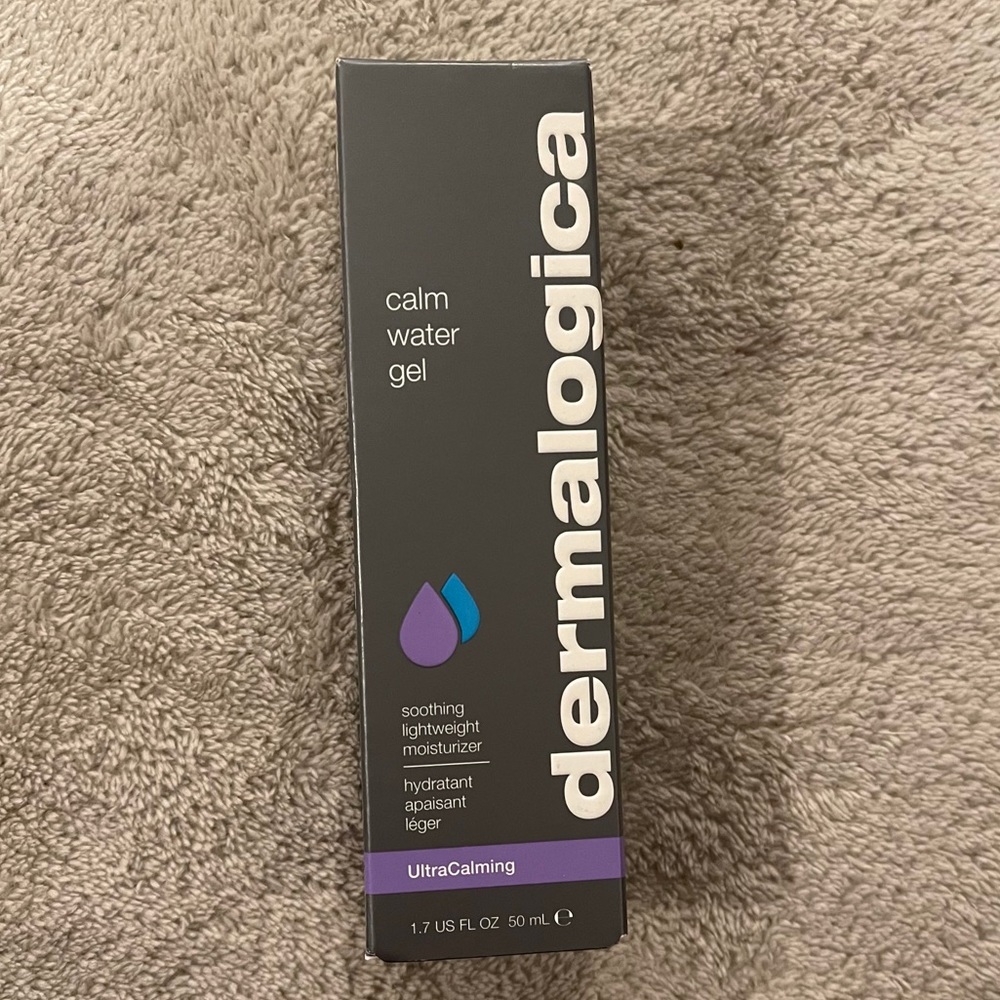 dermalogica
calm
water
gel
soothing
lightweight
moisturizer
hydratant
apaisant
léger
UltraCalming
1.7 US FL OZ 50 mL ℮